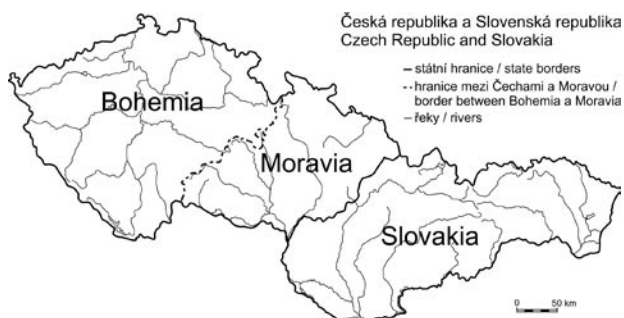 Česká republika a Slovenská republika
Czech Republic and Slovakia
státní hranice / state borders
hranice mezi Čechami a Moravou /
border between Bohemia and Moravia
řeky / rivers
Bohemia
Moravia
Slovakia
0 50 km